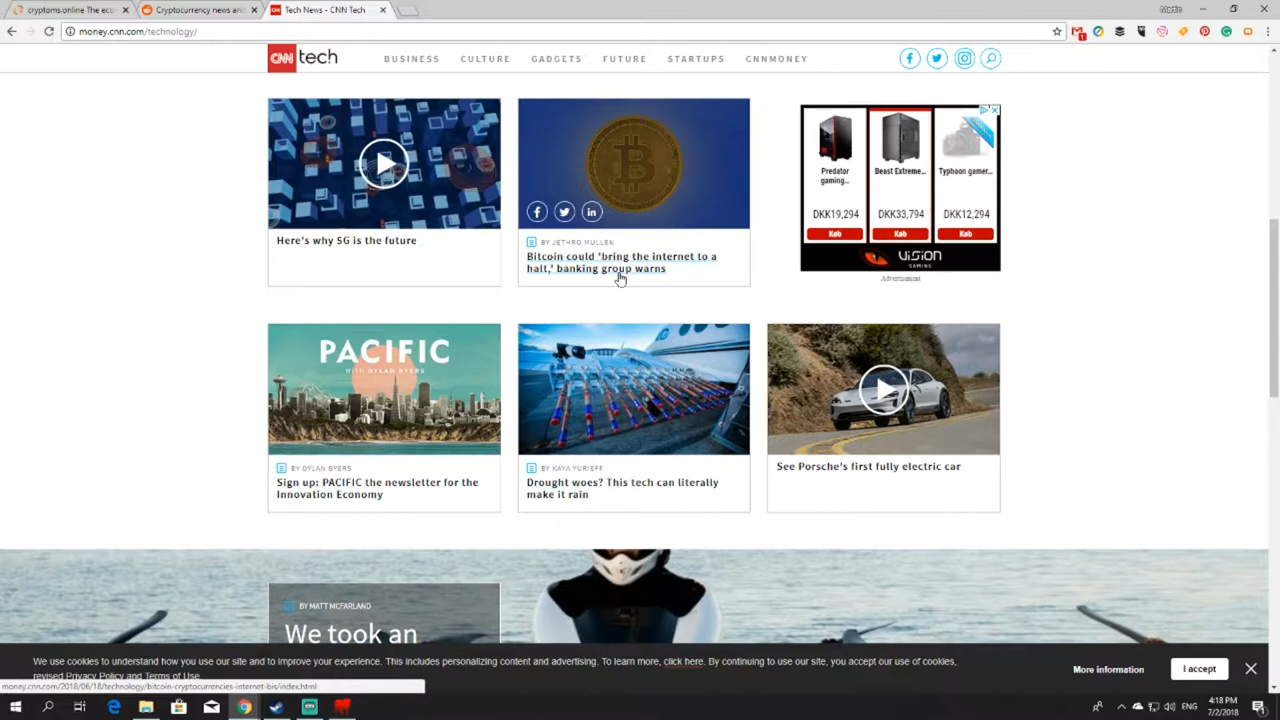 cryptoms.online The eco
Cryptocurrency news and
Tech News - CNN Tech
money.cnn.com/technology/
CNN tech
BUSINESS CULTURE GADGETS FUTURE STARTUPS CNNMONEY
Here's why 5G is the future
BY JETHRO MULLEN
Bitcoin could 'bring the internet to a
halt,' banking group warns
Predator gaming...
DKK19,294
Køb
Beast Extreme...
DKK33,794
Køb
Typhoon gamer...
DKK12,294
Køb
VISION
GAMING
Advertisement
PACIFIC
WITH DYLAN BYERS
BY DYLAN BYERS
Sign up: PACIFIC the newsletter for the
Innovation Economy
BY KAYA YURIEFF
Drought woes? This tech can literally
make it rain
See Porsche's first fully electric car
BY MATT MCFARLAND
We took an
We use cookies to understand how you use our site and to improve your experience. This includes personalizing content and advertising. To learn more, click here. By continuing to use our site, you accept our use of cookies,
revised Privacy Policy and Terms of Use.
More information
I accept
money.cnn.com/2018/06/18/technology/bitcoin-cryptocurrencies-internet-bis/index.html
ENG
4:18 PM
7/2/2018